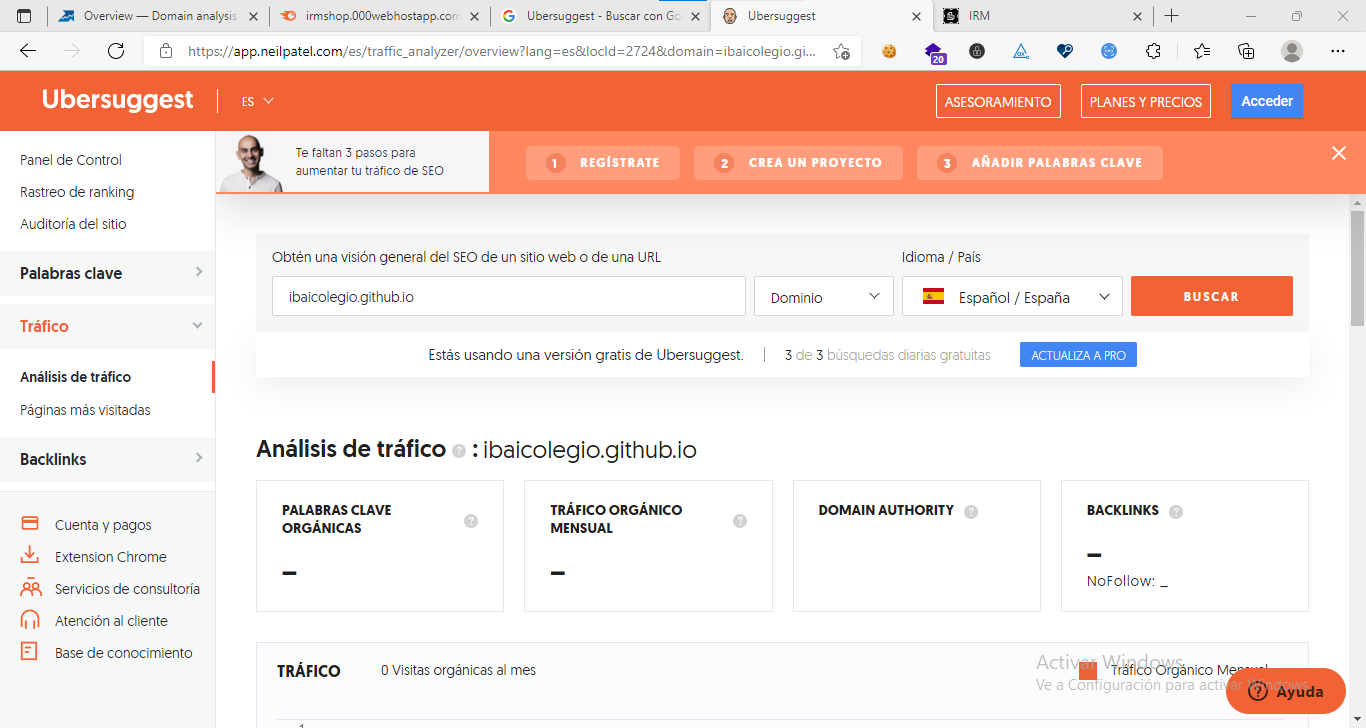 Overview — Domain analysis
irmshop.000webhostapp.com
Ubersuggest - Buscar con Go
Ubersuggest
IRM
https://app.neilpatel.com/es/traffic_analyzer/overview?lang=es&locId=2724&domain=ibaicolegio.gi...
20
Ubersuggest
ES
ASESORAMIENTO
PLANES Y PRECIOS
Acceder
Te faltan 3 pasos para
aumentar tu tráfico de SEO
1 REGÍSTRATE
2 CREA UN PROYECTO
3 AÑADIR PALABRAS CLAVE
Panel de Control
Rastreo de ranking
Auditoría del sitio
Palabras clave
Tráfico
Análisis de tráfico
Páginas más visitadas
Backlinks
Cuenta y pagos
Extension Chrome
Servicios de consultoría
Atención al cliente
Base de conocimiento
Obtén una visión general del SEO de un sitio web o de una URL
Idioma / País
ibaicolegio.github.io
Dominio
Español / España
BUSCAR
Estás usando una versión gratis de Ubersuggest.
3 de 3 búsquedas diarias gratuitas
ACTUALIZA A PRO
Análisis de tráfico ? : ibaicolegio.github.io
PALABRAS CLAVE
ORGÁNICAS ?
–
TRÁFICO ORGÁNICO
MENSUAL ?
–
DOMAIN AUTHORITY ?
BACKLINKS ?
–
NoFollow: _
TRÁFICO
0 Visitas orgánicas al mes
Tráfico Orgánico Mensual
Activar Windows
Ve a Configuración para activar Windows.
? Ayuda
1